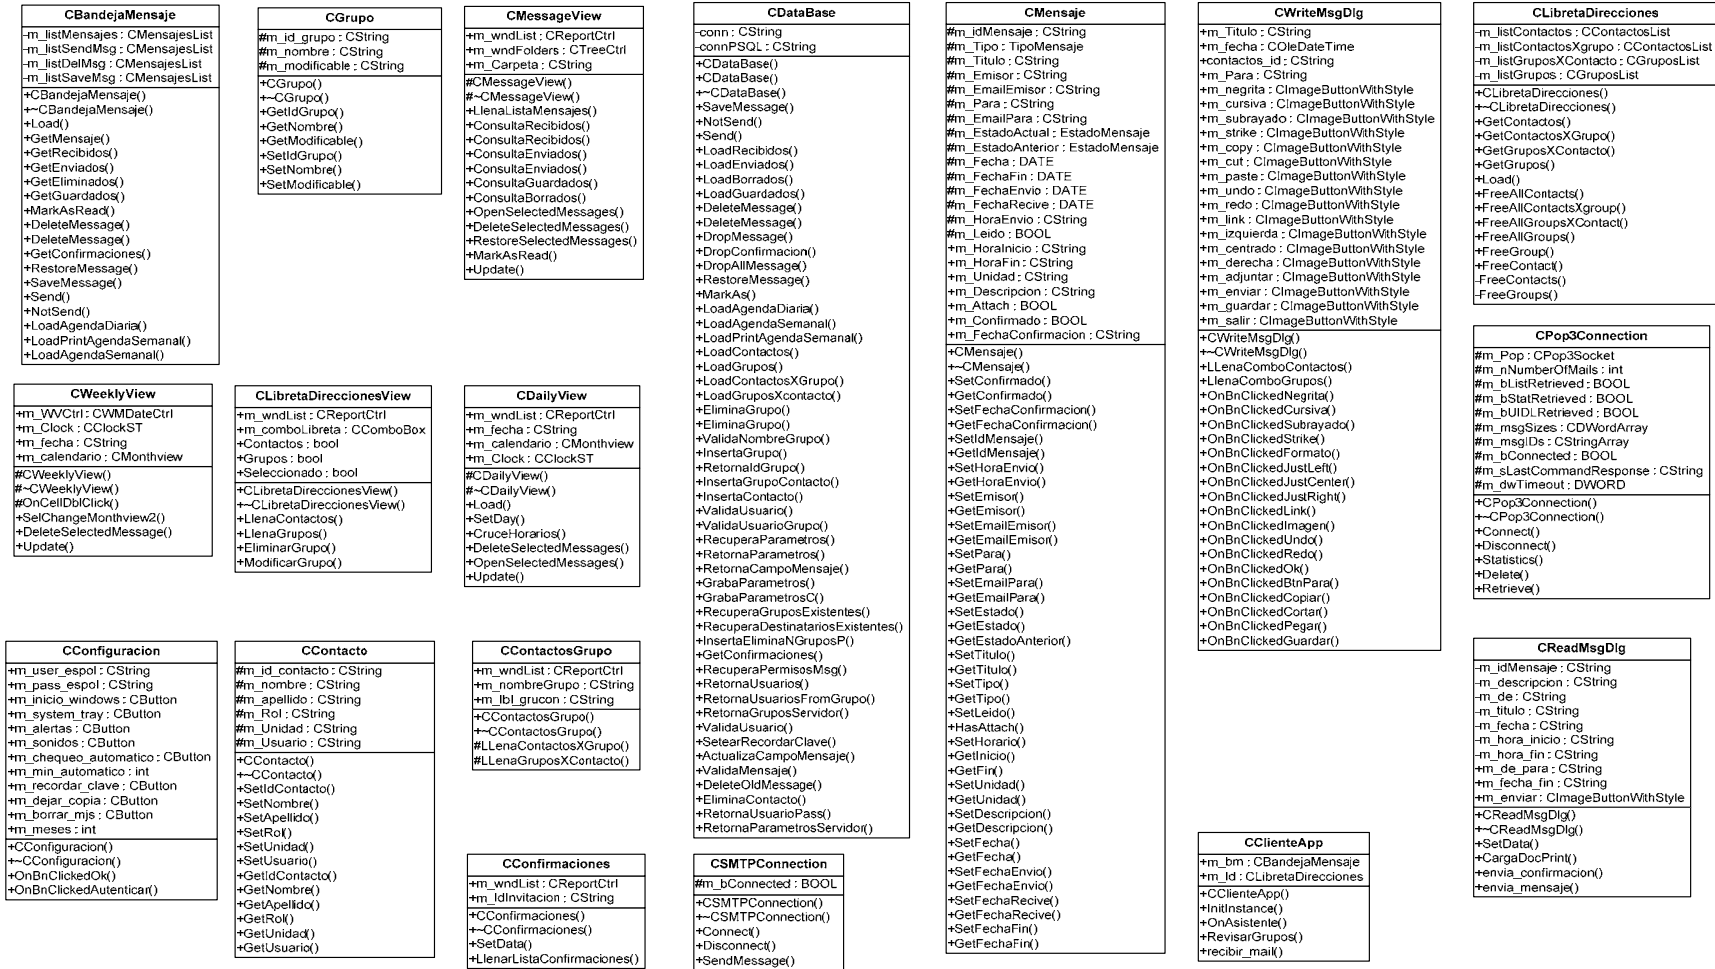 CBandejaMensaje
-m_listMensajes : CMensajesList
-m_listSendMsg : CMensajesList
-m_listDelMsg : CMensajesList
-m_listSaveMsg : CMensajesList
+CBandejaMensaje()
+~CBandejaMensaje()
+Load()
+GetMensaje()
+GetRecibidos()
+GetEnviados()
+GetEliminados()
+GetGuardados()
+MarkAsRead()
+DeleteMessage()
+DeleteMessage()
+GetConfirmaciones()
+RestoreMessage()
+SaveMessage()
+Send()
+NotSend()
+LoadAgendaDiaria()
+LoadPrintAgendaSemanal()
+LoadAgendaSemanal()
CGrupo
#m_id_grupo : CString
#m_nombre : CString
#m_modificable : CString
+CGrupo()
+~CGrupo()
+GetIdGrupo()
+GetNombre()
+GetModificable()
+SetIdGrupo()
+SetNombre()
+SetModificable()
CMessageView
+m_wndList : CReportCtrl
+m_wndFolders : CTreeCtrl
+m_Carpeta : CString
#CMessageView()
#~CMessageView()
+LlenaListaMensajes()
+ConsultaRecibidos()
+ConsultaRecibidos()
+ConsultaEnviados()
+ConsultaEnviados()
+ConsultaGuardados()
+ConsultaBorrados()
+OpenSelectedMessages()
+DeleteSelectedMessages()
+RestoreSelectedMessages()
+MarkAsRead()
+Update()
CDataBase
-conn : CString
-connPSQL : CString
+CDataBase()
+CDataBase()
+~CDataBase()
+SaveMessage()
+NotSend()
+Send()
+LoadRecibidos()
+LoadEnviados()
+LoadBorrados()
+LoadGuardados()
+DeleteMessage()
+DeleteMessage()
+DropMessage()
+DropConfirmacion()
+DropAllMessage()
+RestoreMessage()
+MarkAs()
+LoadAgendaDiaria()
+LoadAgendaSemanal()
+LoadPrintAgendaSemanal()
+LoadContactos()
+LoadGrupos()
+LoadContactosXGrupo()
+LoadGruposXcontacto()
+EliminaGrupo()
+EliminaGrupo()
+ValidaNombreGrupo()
+InsertaGrupo()
+RetornaIdGrupo()
+InsertaGrupoContacto()
+InsertaContacto()
+ValidaUsuario()
+ValidaUsuarioGrupo()
+RecuperaParametros()
+RetornaParametros()
+RetornaCampoMensaje()
+GrabaParametros()
+GrabaParametrosC()
+RecuperaGruposExistentes()
+RecuperaDestinatariosExistentes()
+InsertaEliminaNGruposP()
+GetConfirmaciones()
+RecuperaPermisosMsg()
+RetornaUsuarios()
+RetornaUsuariosFromGrupo()
+RetornaGruposServidor()
+ValidaUsuario()
+SetearRecordarClave()
+ActualizaCampoMensaje()
+ValidaMensaje()
+DeleteOldMessage()
+EliminaContacto()
+RetornaUsuarioPass()
+RetornaParametrosServidor()
CMensaje
#m_idMensaje : CString
#m_Tipo : TipoMensaje
#m_Titulo : CString
#m_Emisor : CString
#m_EmailEmisor : CString
#m_Para : CString
#m_EmailPara : CString
#m_EstadoActual : EstadoMensaje
#m_EstadoAnterior : EstadoMensaje
#m_Fecha : DATE
#m_FechaFin : DATE
#m_FechaEnvio : DATE
#m_FechaRecive : DATE
#m_HoraEnvio : CString
#m_Leido : BOOL
+m_HoraInicio : CString
+m_HoraFin : CString
+m_Unidad : CString
+m_Descripcion : CString
+m_Attach : BOOL
+m_Confirmado : BOOL
+m_FechaConfirmacion : CString
+CMensaje()
+~CMensaje()
+SetConfirmado()
+GetConfirmado()
+SetFechaConfirmacion()
+GetFechaConfirmacion()
+SetIdMensaje()
+GetIdMensaje()
+SetHoraEnvio()
+GetHoraEnvio()
+SetEmisor()
+GetEmisor()
+SetEmailEmisor()
+GetEmailEmisor()
+SetPara()
+GetPara()
+SetEmailPara()
+GetEmailPara()
+SetEstado()
+GetEstado()
+GetEstadoAnterior()
+SetTitulo()
+GetTitulo()
+SetTipo()
+GetTipo()
+SetLeido()
+HasAttach()
+SetHorario()
+GetInicio()
+GetFin()
+SetUnidad()
+GetUnidad()
+SetDescripcion()
+GetDescripcion()
+SetFecha()
+GetFecha()
+SetFechaEnvio()
+GetFechaEnvio()
+SetFechaRecive()
+GetFechaRecive()
+SetFechaFin()
+GetFechaFin()
CWriteMsgDlg
+m_Titulo : CString
+m_fecha : COleDateTime
+contactos_id : CString
+m_Para : CString
+m_negrita : CImageButtonWithStyle
+m_cursiva : CImageButtonWithStyle
+m_subrayado : CImageButtonWithStyle
+m_strike : CImageButtonWithStyle
+m_copy : CImageButtonWithStyle
+m_cut : CImageButtonWithStyle
+m_paste : CImageButtonWithStyle
+m_undo : CImageButtonWithStyle
+m_redo : CImageButtonWithStyle
+m_link : CImageButtonWithStyle
+m_izquierda : CImageButtonWithStyle
+m_centrado : CImageButtonWithStyle
+m_derecha : CImageButtonWithStyle
+m_adjuntar : CImageButtonWithStyle
+m_enviar : CImageButtonWithStyle
+m_guardar : CImageButtonWithStyle
+m_salir : CImageButtonWithStyle
+CWriteMsgDlg()
+~CWriteMsgDlg()
+LLenaComboContactos()
+LlenaComboGrupos()
+OnBnClickedNegrita()
+OnBnClickedCursiva()
+OnBnClickedSubrayado()
+OnBnClickedStrike()
+OnBnClickedFormato()
+OnBnClickedJustLeft()
+OnBnClickedJustCenter()
+OnBnClickedJustRight()
+OnBnClickedLink()
+OnBnClickedImagen()
+OnBnClickedUndo()
+OnBnClickedRedo()
+OnBnClickedOk()
+OnBnClickedBtnPara()
+OnBnClickedCopiar()
+OnBnClickedCortar()
+OnBnClickedPegar()
+OnBnClickedGuardar()
CLibretaDirecciones
-m_listContactos : CContactosList
-m_listContactosXgrupo : CContactosList
-m_listGruposXContacto : CGruposList
-m_listGrupos : CGruposList
+CLibretaDirecciones()
+~CLibretaDirecciones()
+GetContactos()
+GetContactosXGrupo()
+GetGruposXContacto()
+GetGrupos()
+Load()
+FreeAllContacts()
+FreeAllContactsXgroup()
+FreeAllGroupsXContact()
+FreeAllGroups()
+FreeGroup()
+FreeContact()
-FreeContacts()
-FreeGroups()
CPop3Connection
#m_Pop : CPop3Socket
#m_nNumberOfMails : int
#m_bListRetrieved : BOOL
#m_bStatRetrieved : BOOL
#m_bUIDLRetrieved : BOOL
#m_msgSizes : CDWordArray
#m_msgIDs : CStringArray
#m_bConnected : BOOL
#m_sLastCommandResponse : CString
#m_dwTimeout : DWORD
+CPop3Connection()
+~CPop3Connection()
+Connect()
+Disconnect()
+Statistics()
+Delete()
+Retrieve()
CWeeklyView
+m_WVCtrl : CWMDateCtrl
+m_Clock : CClockST
+m_fecha : CString
+m_calendario : CMonthview
#CWeeklyView()
#~CWeeklyView()
#OnCellDblClick()
+SelChangeMonthview2()
+DeleteSelectedMessage()
+Update()
CLibretaDireccionesView
+m_wndList : CReportCtrl
+m_comboLibreta : CComboBox
+Contactos : bool
+Grupos : bool
+Seleccionado : bool
+CLibretaDireccionesView()
+~CLibretaDireccionesView()
+LlenaContactos()
+LlenaGrupos()
+EliminarGrupo()
+ModificarGrupo()
CDailyView
+m_wndList : CReportCtrl
+m_fecha : CString
+m_calendario : CMonthview
+m_Clock : CClockST
#CDailyView()
#~CDailyView()
+Load()
+SetDay()
+CruceHorarios()
+DeleteSelectedMessages()
+OpenSelectedMessages()
+Update()
CConfiguracion
+m_user_espol : CString
+m_pass_espol : CString
+m_inicio_windows : CButton
+m_system_tray : CButton
+m_alertas : CButton
+m_sonidos : CButton
+m_chequeo_automatico : CButton
+m_min_automatico : int
+m_recordar_clave : CButton
+m_dejar_copia : CButton
+m_borrar_mjs : CButton
+m_meses : int
+CConfiguracion()
+~CConfiguracion()
+OnBnClickedOk()
+OnBnClickedAutenticar()
CContacto
#m_id_contacto : CString
#m_nombre : CString
#m_apellido : CString
#m_Rol : CString
#m_Unidad : CString
#m_Usuario : CString
+CContacto()
+~CContacto()
+SetIdContacto()
+SetNombre()
+SetApellido()
+SetRol()
+SetUnidad()
+SetUsuario()
+GetIdContacto()
+GetNombre()
+GetApellido()
+GetRol()
+GetUnidad()
+GetUsuario()
CContactosGrupo
+m_wndList : CReportCtrl
+m_nombreGrupo : CString
+m_lbl_grucon : CString
+CContactosGrupo()
+~CContactosGrupo()
#LLenaContactosXGrupo()
#LLenaGruposXContacto()
CConfirmaciones
+m_wndList : CReportCtrl
+m_IdInvitacion : CString
+CConfirmaciones()
+~CConfirmaciones()
+SetData()
+LlenarListaConfirmaciones()
CSMTPConnection
#m_bConnected : BOOL
+CSMTPConnection()
+~CSMTPConnection()
+Connect()
+Disconnect()
+SendMessage()
CClienteApp
+m_bm : CBandejaMensaje
+m_ld : CLibretaDirecciones
+CClienteApp()
+InitInstance()
+OnAsistente()
+RevisarGrupos()
+recibir_mail()
CReadMsgDlg
-m_idMensaje : CString
-m_descripcion : CString
-m_de : CString
-m_titulo : CString
-m_fecha : CString
-m_hora_inicio : CString
-m_hora_fin : CString
+m_de_para : CString
+m_fecha_fin : CString
+m_enviar : CImageButtonWithStyle
+CReadMsgDlg()
+~CReadMsgDlg()
+SetData()
+CargaDocPrint()
+envia_confirmacion()
+envia_mensaje()